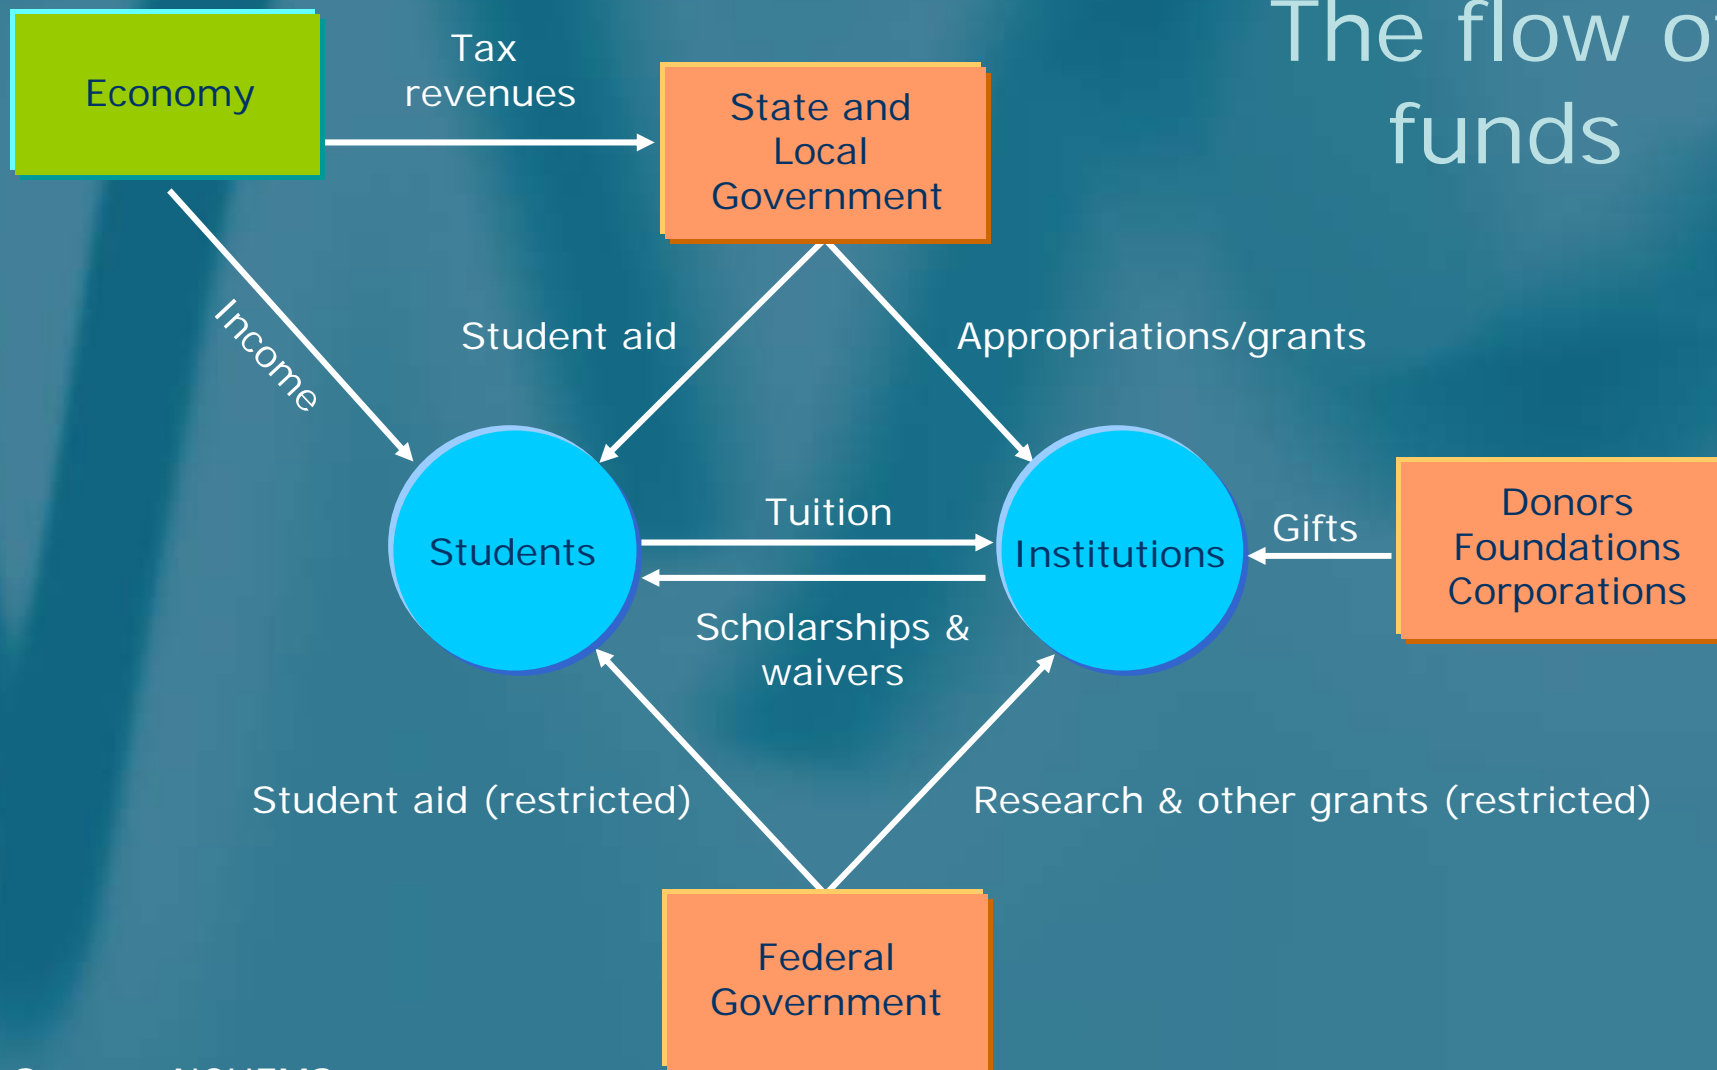 The flow of
funds
Economy
Tax
revenues
State and
Local
Government
Income
Student aid
Appropriations/grants
Students
Tuition
Institutions
Gifts
Donors
Foundations
Corporations
Scholarships &
waivers
Student aid (restricted)
Research & other grants (restricted)
Federal
Government